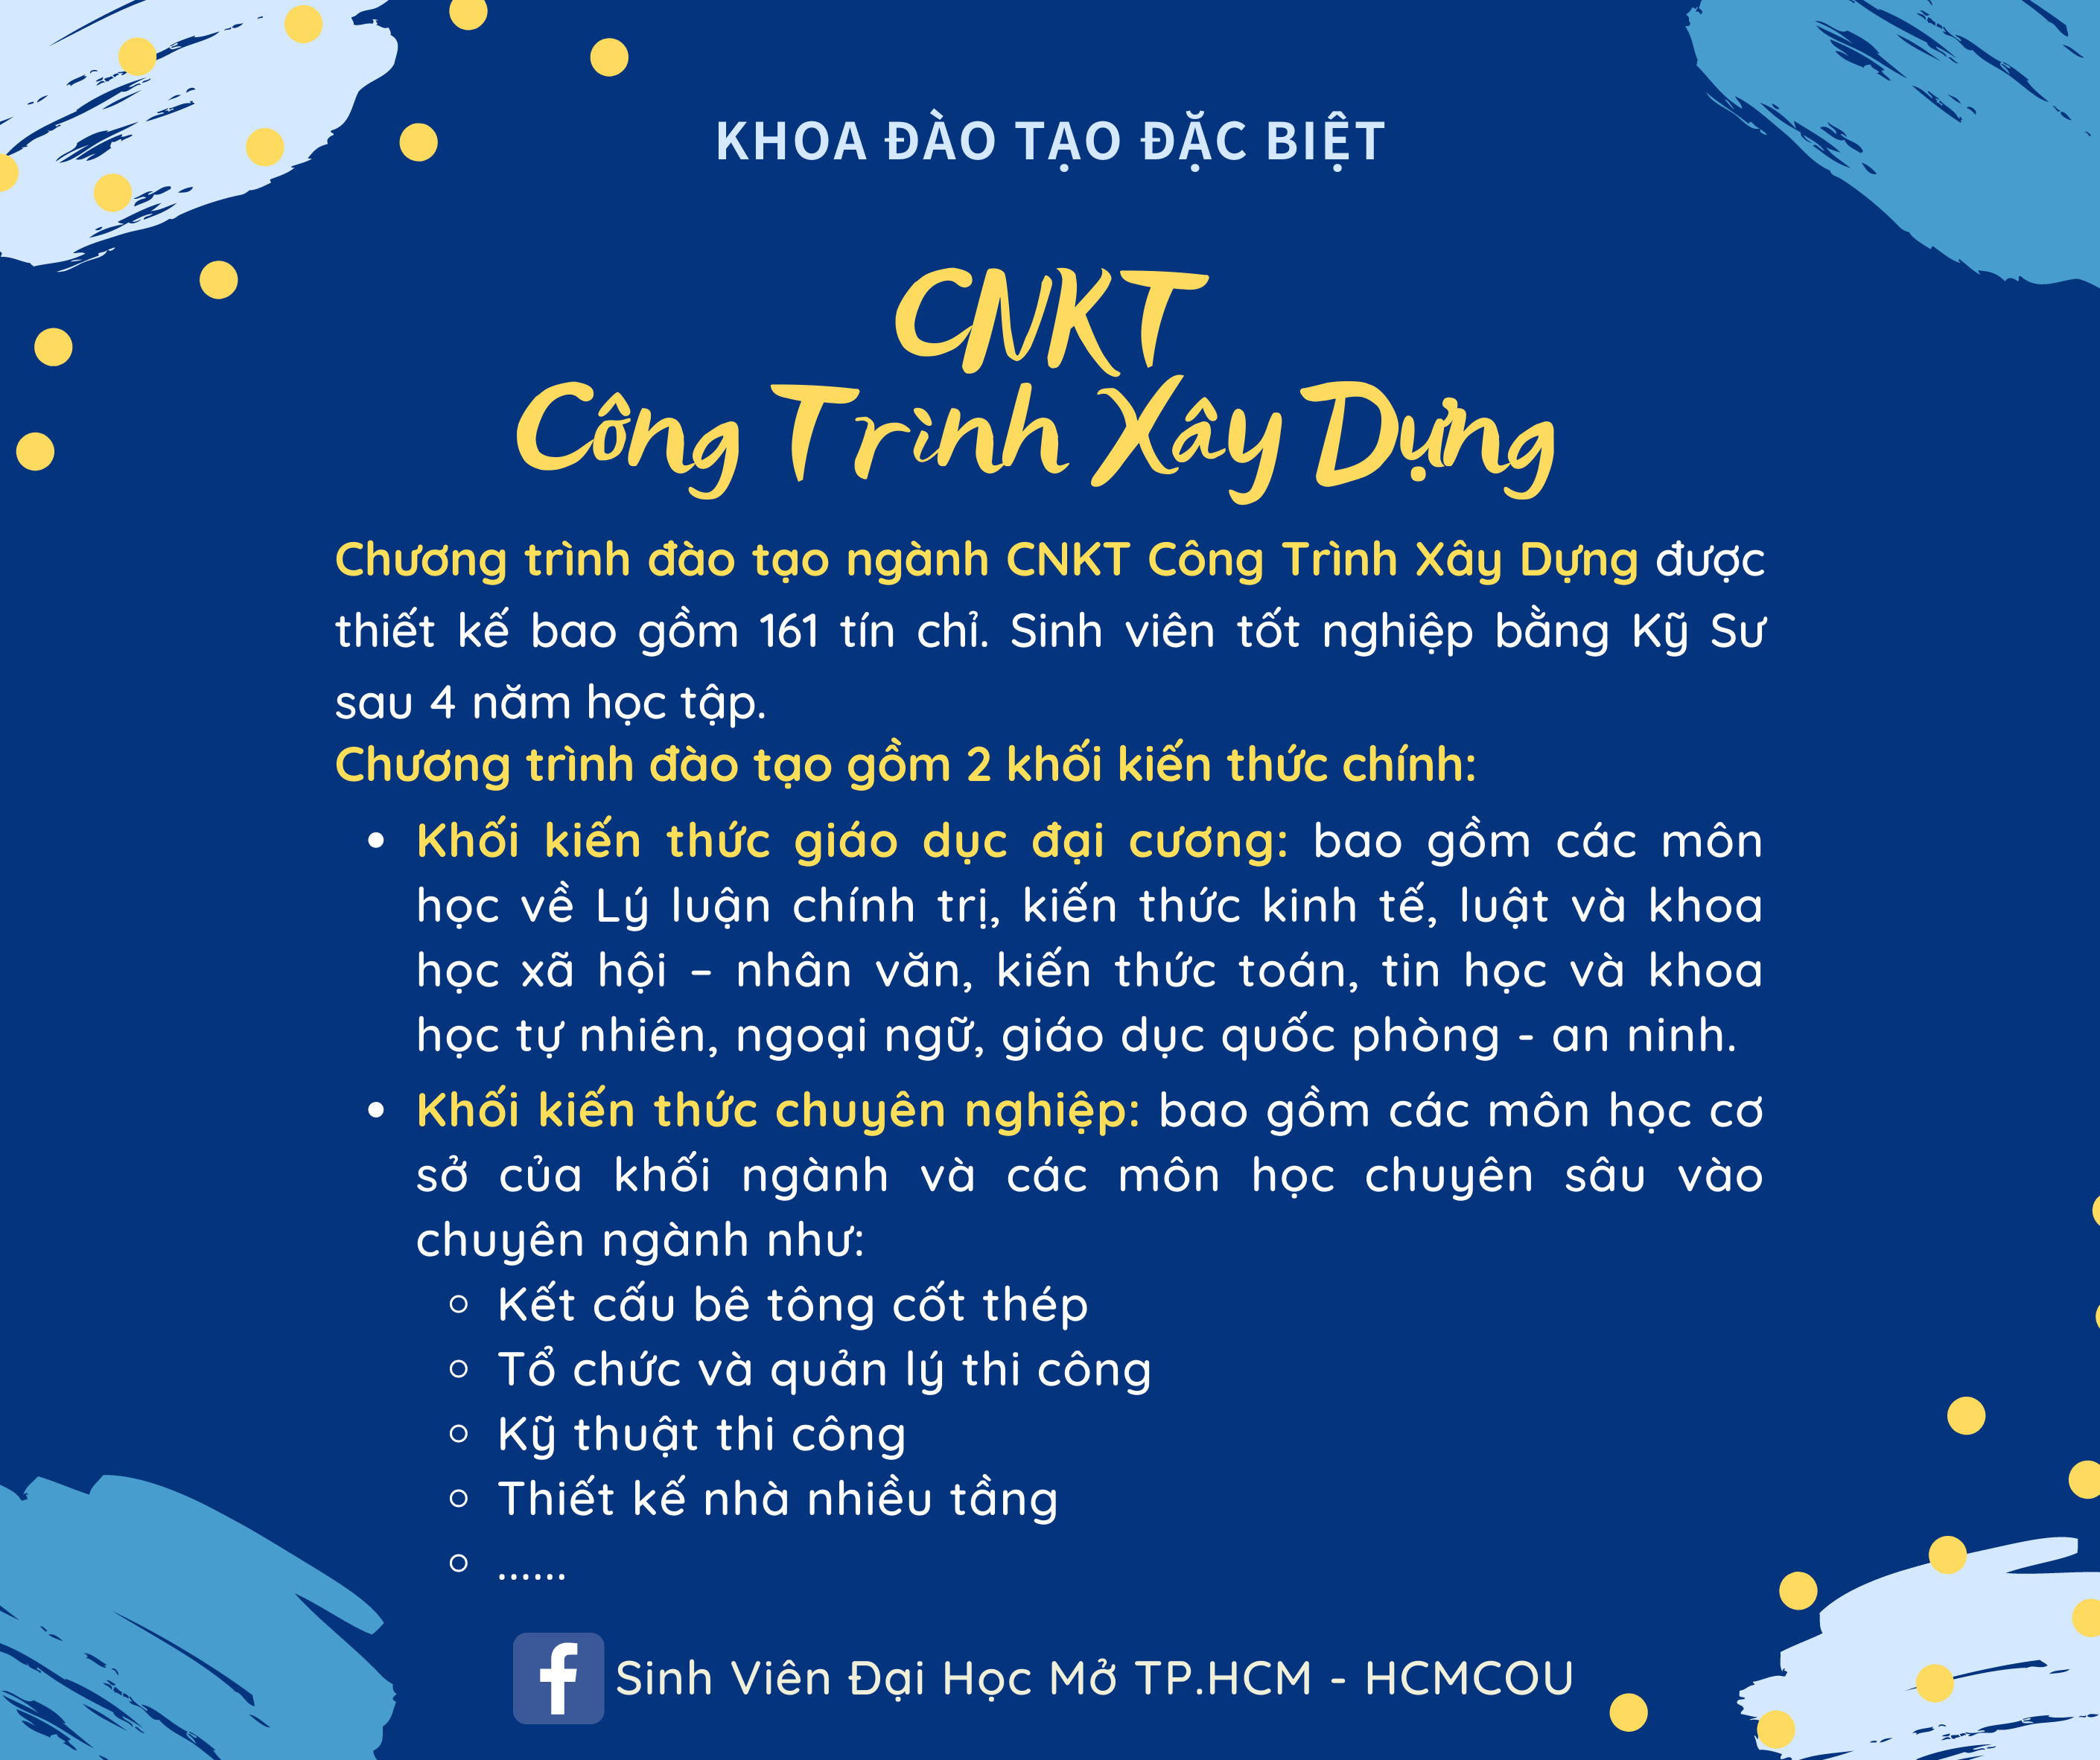 KHOA ĐÀO TẠO ĐẶC BIỆT
CNKT
Công Trình Xây Dựng
Chương trình đào tạo ngành CNKT Công Trình Xây Dựng được
thiết kế bao gồm 161 tín chỉ. Sinh viên tốt nghiệp bằng Kỹ Sư
sau 4 năm học tập.
Chương trình đào tạo gồm 2 khối kiến thức chính:
• Khối kiến thức giáo dục đại cương: bao gồm các môn
học về Lý luận chính trị, kiến thức kinh tế, luật và khoa
học xã hội – nhân văn, kiến thức toán, tin học và khoa
học tự nhiên, ngoại ngữ, giáo dục quốc phòng - an ninh.
• Khối kiến thức chuyên nghiệp: bao gồm các môn học cơ
sở của khối ngành và các môn học chuyên sâu vào
chuyên ngành như:
○ Kết cấu bê tông cốt thép
○ Tổ chức và quản lý thi công
○ Kỹ thuật thi công
○ Thiết kế nhà nhiều tầng
○ ......
f Sinh Viên Đại Học Mở TP.HCM - HCMCOU